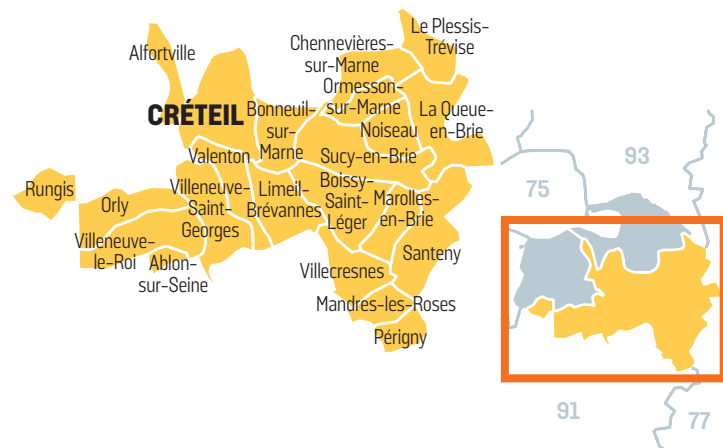 Le Plessis-
Trévise
Alfortville
Chennevières-
sur-Marne
Ormesson-
sur-Marne
CRÉTEIL
Bonneuil-
sur-
Marne
La Queue-
en-Brie
Noiseau
Valenton
Sucy-en-Brie
Rungis
Orly
Villeneuve-
Saint-
Georges
Limeil-
Brévannes
Boissy-
Saint-
Léger
Marolles-
en-Brie
Villeneuve-
le-Roi
Ablon-
sur-Seine
Villecresnes
Santeny
Mandres-les-Roses
Périgny
93
75
91
77